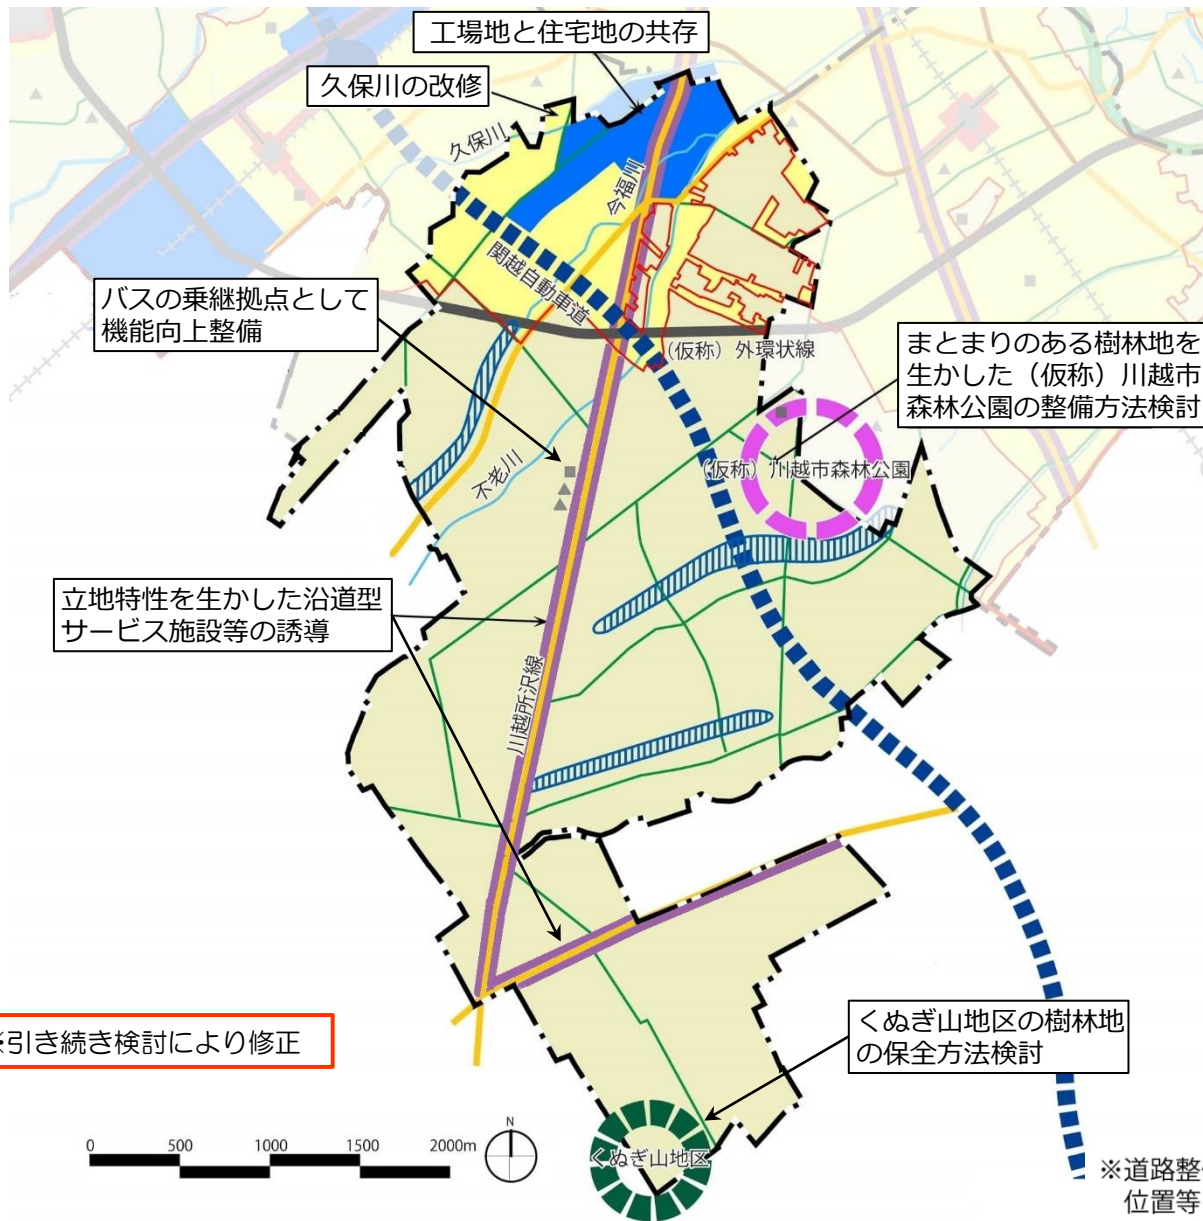 工場地と住宅地の共存
久保川の改修
久保川
今福川
関越自動車道
バスの乗継拠点として
機能向上整備
(仮称)外環状線
まとまりのある樹林地を
生かした(仮称)川越市
森林公園の整備方法検討
(仮称)川越市森林公園
不老川
立地特性を生かした沿道型
サービス施設等の誘導
川越所沢線
※引き続き検討により修正
くぬぎ山地区の樹林地
の保全方法検討
くぬぎ山地区
0 500 1000 1500 2000m
N
※道路整
位置等